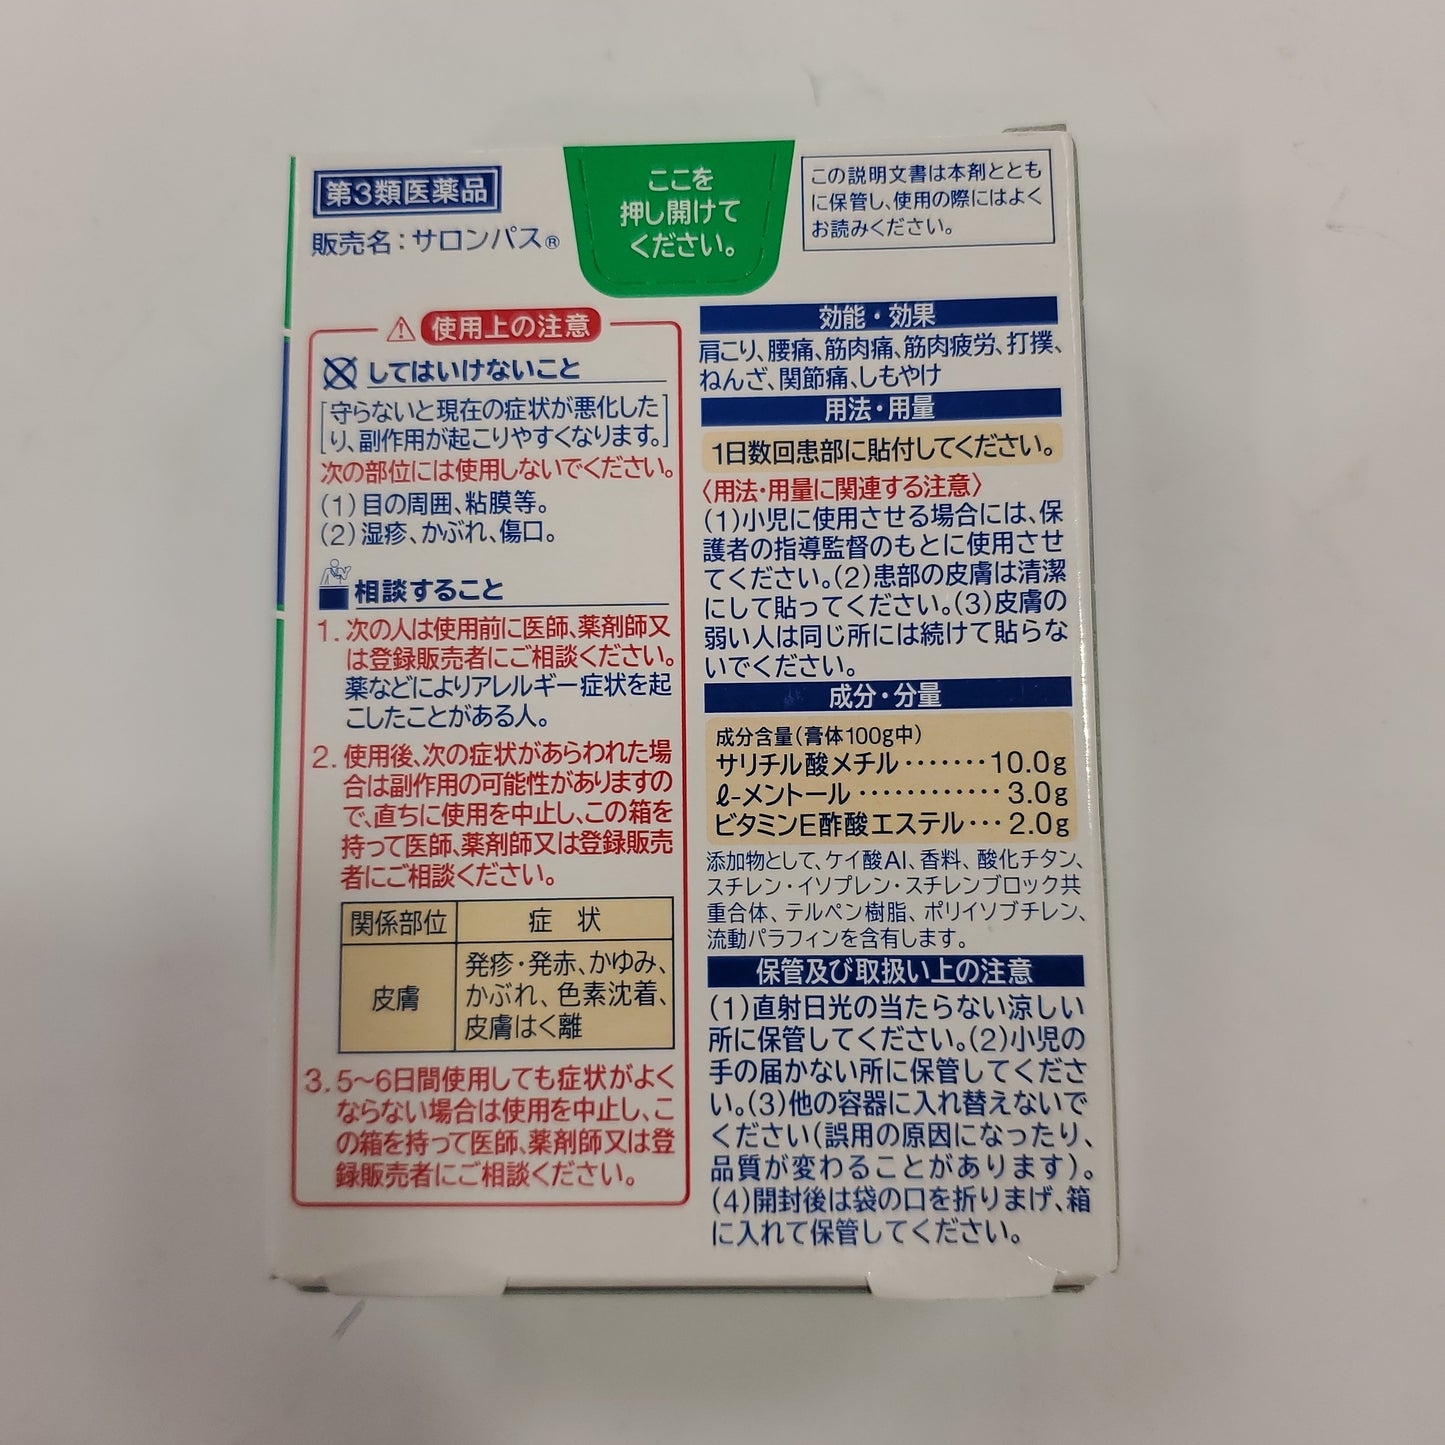 第3類医薬品
販売名：サロンパス®
ここを
押し開けて
ください。
この説明文書は本剤ととも
に保管し、使用の際にはよく
お読みください。
使用上の注意
してはいけないこと
[守らないと現在の症状が悪化した
り、副作用が起こりやすくなります。]
次の部位には使用しないでください。
(1)目の周囲、粘膜等。
(2)湿疹、かぶれ、傷口。
相談すること
1. 次の人は使用前に医師、薬剤師又
は登録販売者にご相談ください。
薬などによりアレルギー症状を起
こしたことがある人。
2. 使用後、次の症状があらわれた場
合は副作用の可能性がありますの
で、直ちに使用を中止し、この箱を
持って医師、薬剤師又は登録販売
者にご相談ください。
関係部位 症 状
皮膚
発疹・発赤、かゆみ、
かぶれ、色素沈着、
皮膚はく離
3. 5〜6日間使用しても症状がよく
ならない場合は使用を中止し、こ
の箱を持って医師、薬剤師又は登
録販売者にご相談ください。
効能・効果
肩こり、腰痛、筋肉痛、筋肉疲労、打撲、
ねんざ、関節痛、しもやけ
用法・用量
1日数回患部に貼付してください。
〈用法・用量に関連する注意〉
(1)小児に使用させる場合には、保
護者の指導監督のもとに使用させ
てください。(2)患部の皮膚は清潔
にして貼ってください。(3)皮膚の
弱い人は同じ所には続けて貼らな
いでください。
成分・分量
成分含量(膏体100g中)
サリチル酸メチル・・・・・・・10.0g
ℓ-メントール・・・・・・・・・・・・3.0g
ビタミンE酢酸エステル・・・2.0g
添加物として、ケイ酸Al、香料、酸化チタン、
スチレン・イソプレン・スチレンブロック共
重合体、テルペン樹脂、ポリイソブチレン、
流動パラフィンを含有します。
保管及び取扱い上の注意
(1)直射日光の当たらない涼しい
所に保管してください。(2)小児の
手の届かない所に保管してくださ
い。(3)他の容器に入れ替えないで
ください(誤用の原因になったり、
品質が変わることがあります)。
(4)開封後は袋の口を折りまげ、箱
に入れて保管してください。